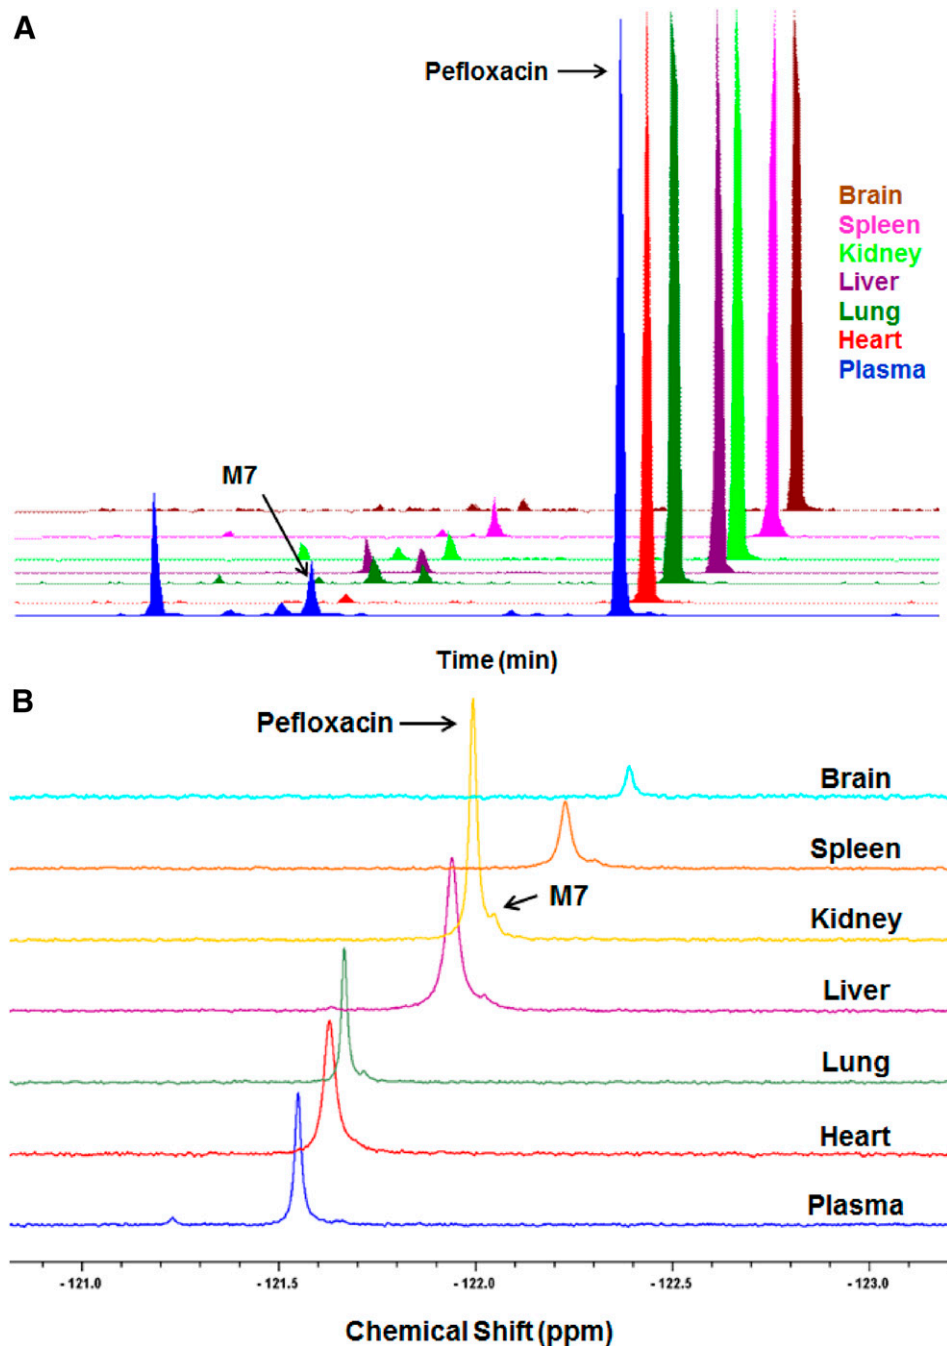 A
Pefloxacin
Brain
Spleen
Kidney
Liver
Lung
Heart
Plasma
M7
Time (min)
B
Pefloxacin
Brain
Spleen
M7
Kidney
Liver
Lung
Heart
Plasma
-121.0 -121.5 -122.0 -122.5 -123.0
Chemical Shift (ppm)